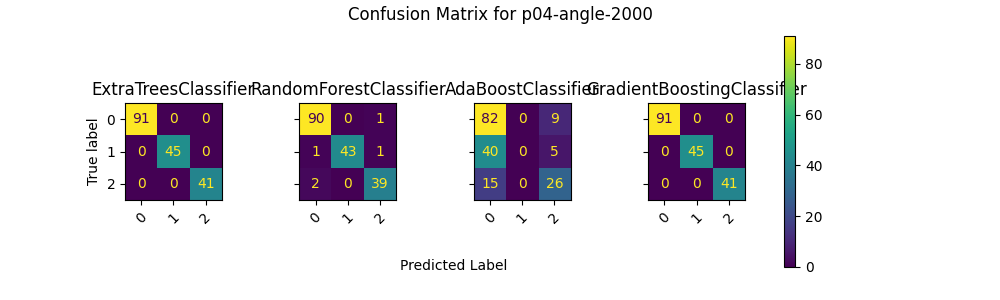 Confusion Matrix for p04-angle-2000
ExtraTreesClassifier RandomForestClassifier AdaBoostClassifier GradientBoostingClassifier
True label
0 91 0 0 90 0 1 82 0 9 91 0 0
1 0 45 0 1 43 1 40 0 5 0 45 0
2 0 0 41 2 0 39 15 0 26 0 0 41
0 1 2 0 1 2 0 1 2 0 1 2
Predicted Label
80
60
40
20
0